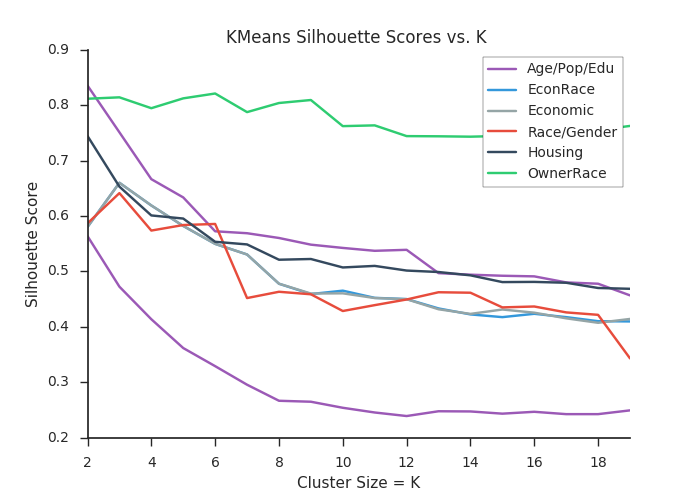 KMeans Silhouette Scores vs. K
0.9
0.8
0.7
0.6
0.5
0.4
0.3
0.2
Silhouette Score
Age/Pop/Edu
EconRace
Economic
Race/Gender
Housing
OwnerRace
2 4 6 8 10 12 14 16 18
Cluster Size = K